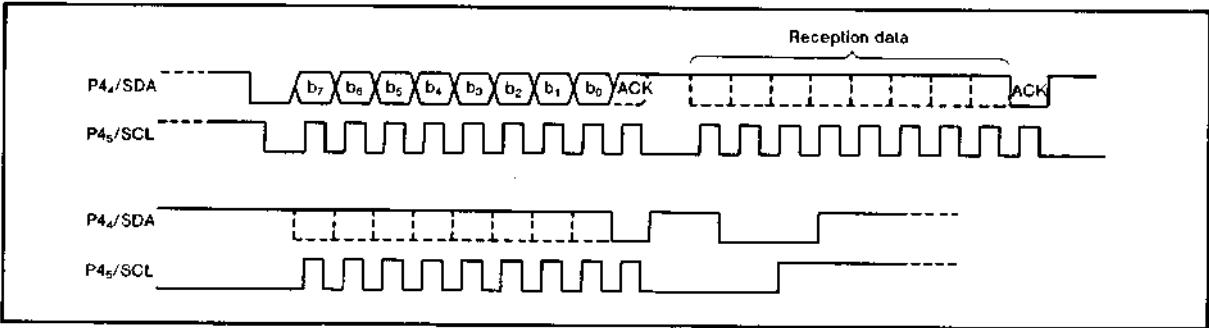 Reception data
P4₄/SDA b₇ b₆ b₅ b₄ b₃ b₂ b₁ b₀ ACK ACK
P4₅/SCL
P4₄/SDA
P4₅/SCL